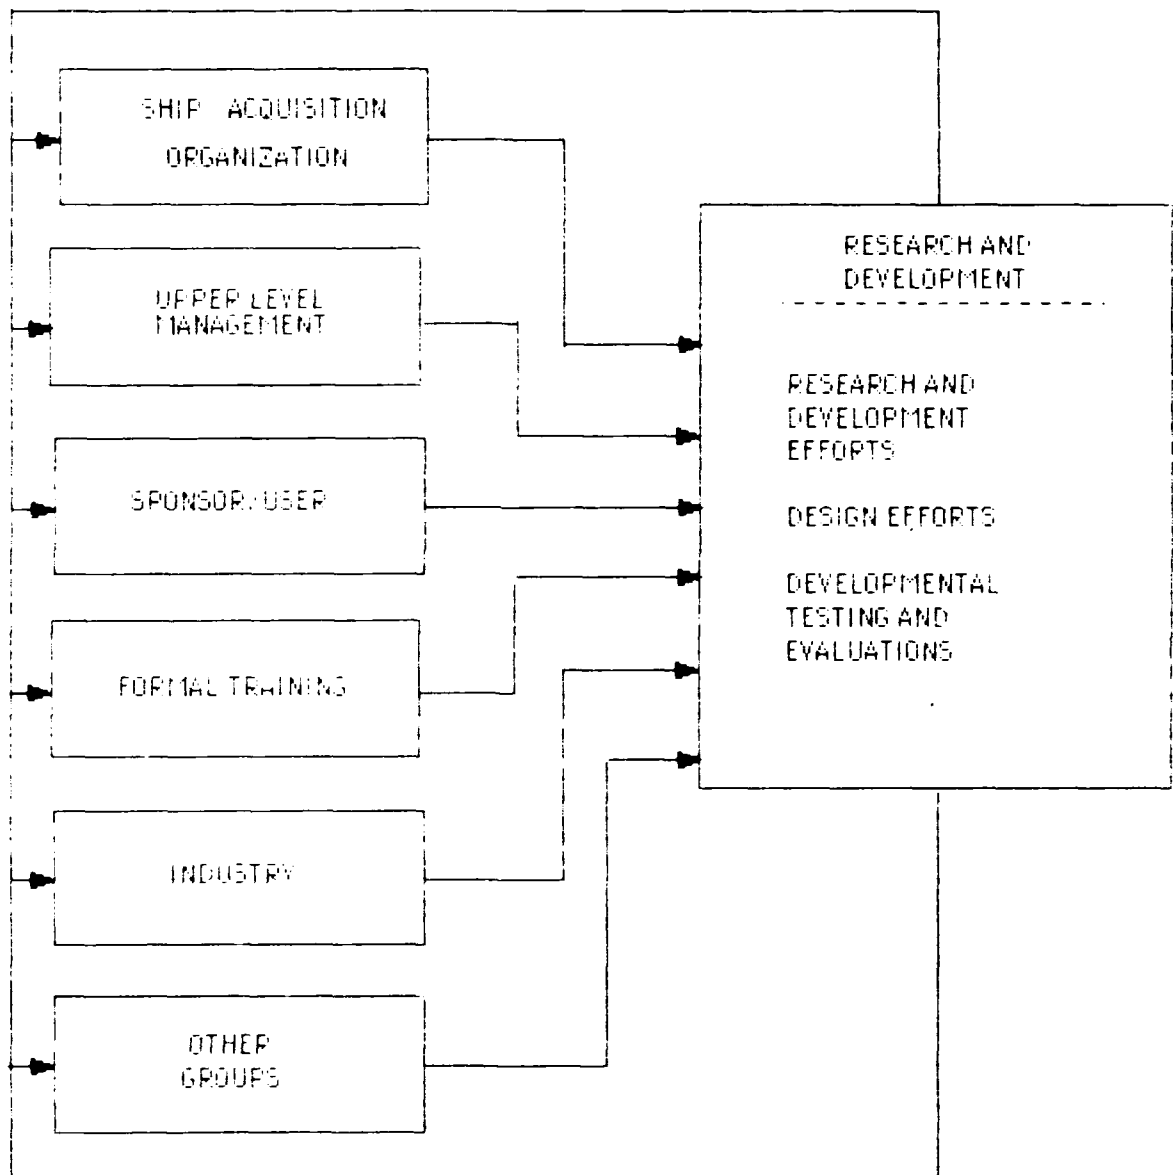 SHIP ACQUISITION
ORGANIZATION
UPPER LEVEL
MANAGEMENT
SPONSOR/USER
FORMAL TRAINING
INDUSTRY
OTHER
GROUPS
RESEARCH AND
DEVELOPMENT
RESEARCH AND
DEVELOPMENT
EFFORTS
DESIGN EFFORTS
DEVELOPMENTAL
TESTING AND
EVALUATIONS